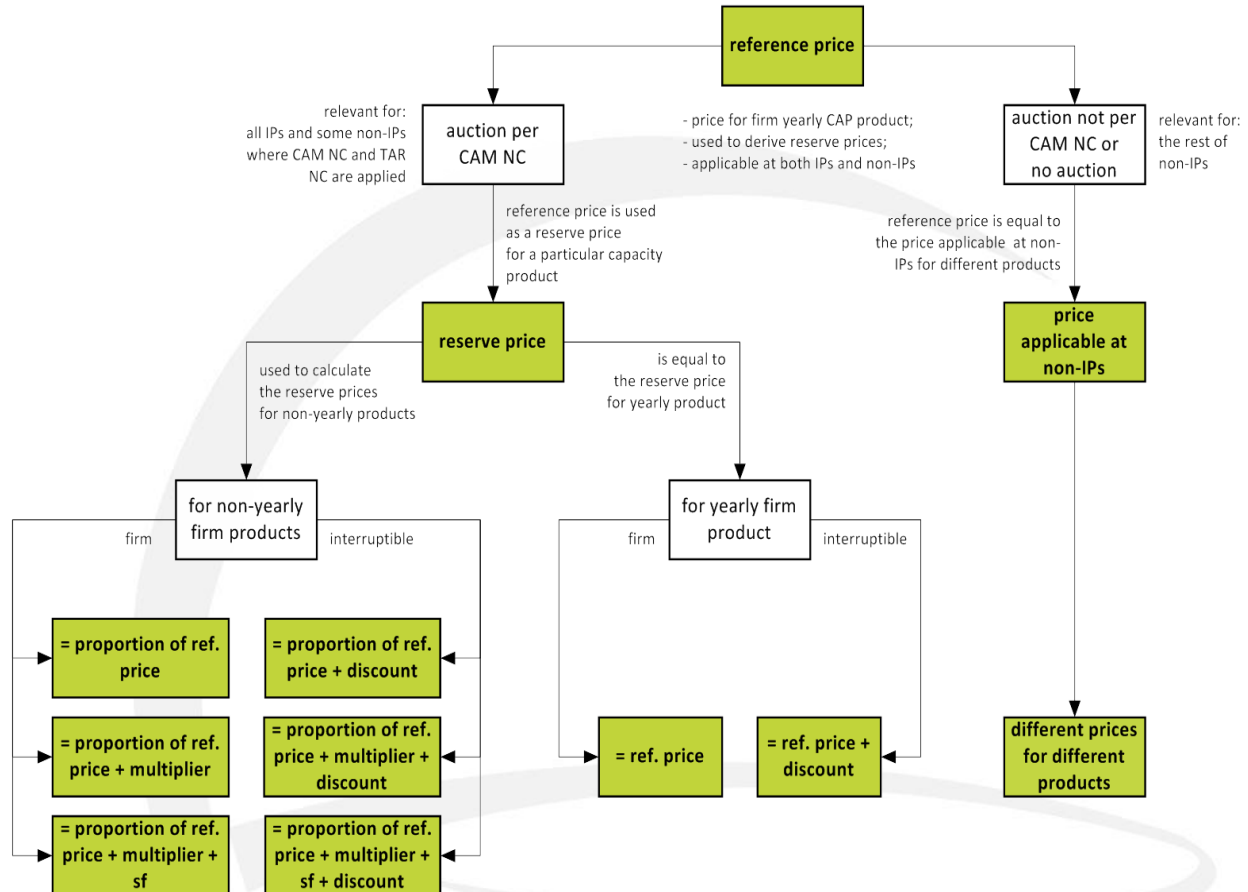 reference price
relevant for:
all IPs and some non-IPs
where CAM NC and TAR
NC are applied
auction per
CAM NC
- price for firm yearly CAP product;
- used to derive reserve prices;
- applicable at both IPs and non-IPs
auction not per
CAM NC or
no auction
relevant for:
the rest of
non-IPs
reference price is used
as a reserve price
for a particular capacity
product
reference price is equal to
the price applicable at non-
IPs for different products
reserve price
price
applicable at
non-IPs
used to calculate
the reserve prices
for non-yearly products
is equal to
the reserve price
for yearly product
for non-yearly
firm products
firm
interruptible
for yearly firm
product
firm
interruptible
= proportion of ref.
price
= proportion of ref.
price + discount
= proportion of ref.
price + multiplier
= proportion of ref.
price + multiplier +
discount
= ref. price
= ref. price +
discount
different prices
for different
products
= proportion of ref.
price + multiplier +
sf
= proportion of ref.
price + multiplier +
sf + discount